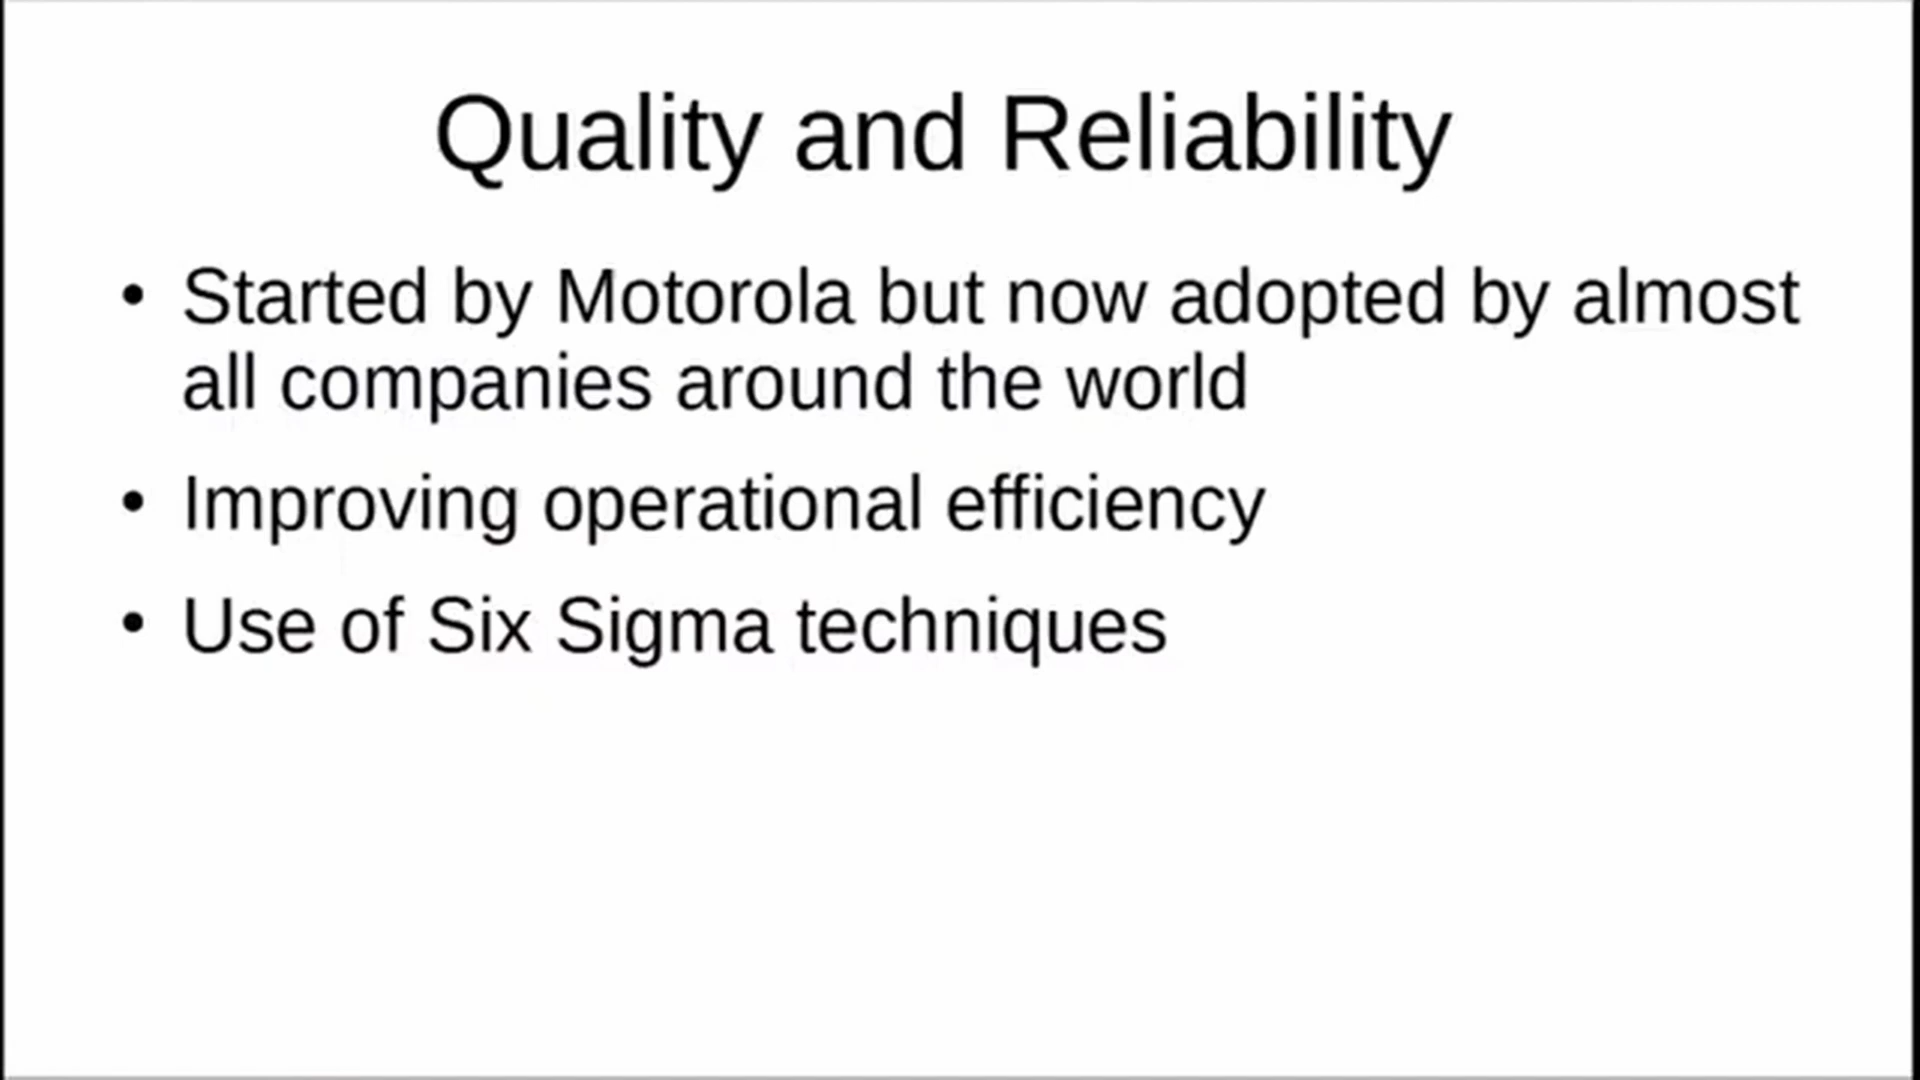 Quality and Reliability
• Started by Motorola but now adopted by almost
all companies around the world
• Improving operational efficiency
• Use of Six Sigma techniques